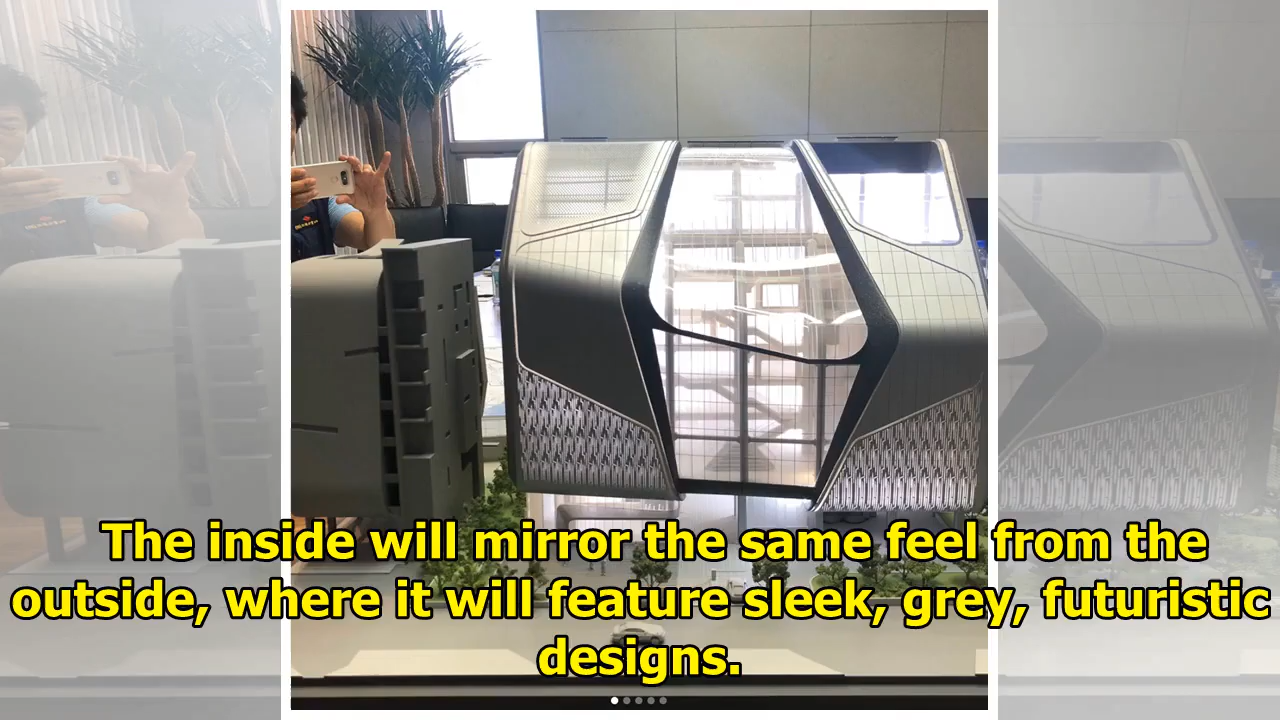 The inside will mirror the same feel from the
outside, where it will feature sleek, grey, futuristic
designs.